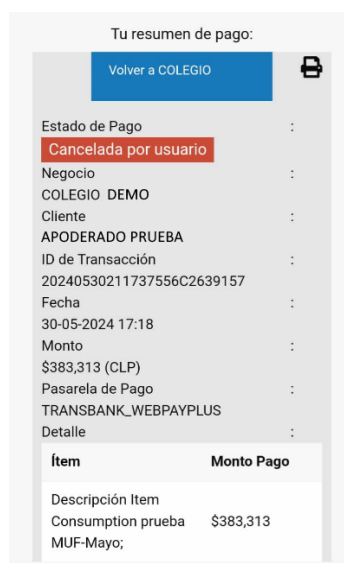 Tu resumen de pago:
Volver a COLEGIO
Estado de Pago :
Cancelada por usuario
Negocio :
COLEGIO DEMO
Cliente :
APODERADO PRUEBA
ID de Transacción :
20240530211737556C2639157
Fecha :
30-05-2024 17:18
Monto :
$383,313 (CLP)
Pasarela de Pago :
TRANSBANK_WEBPAYPLUS
Detalle :
Ítem Monto Pago
Descripción Item
Consumption prueba $383,313
MUF-Mayo;